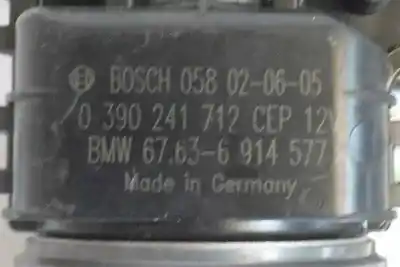 BOSCH 058 02-06-05
0 390 241 712 CEP 12V
BMW 67.63-6 914 577
Made in Germany